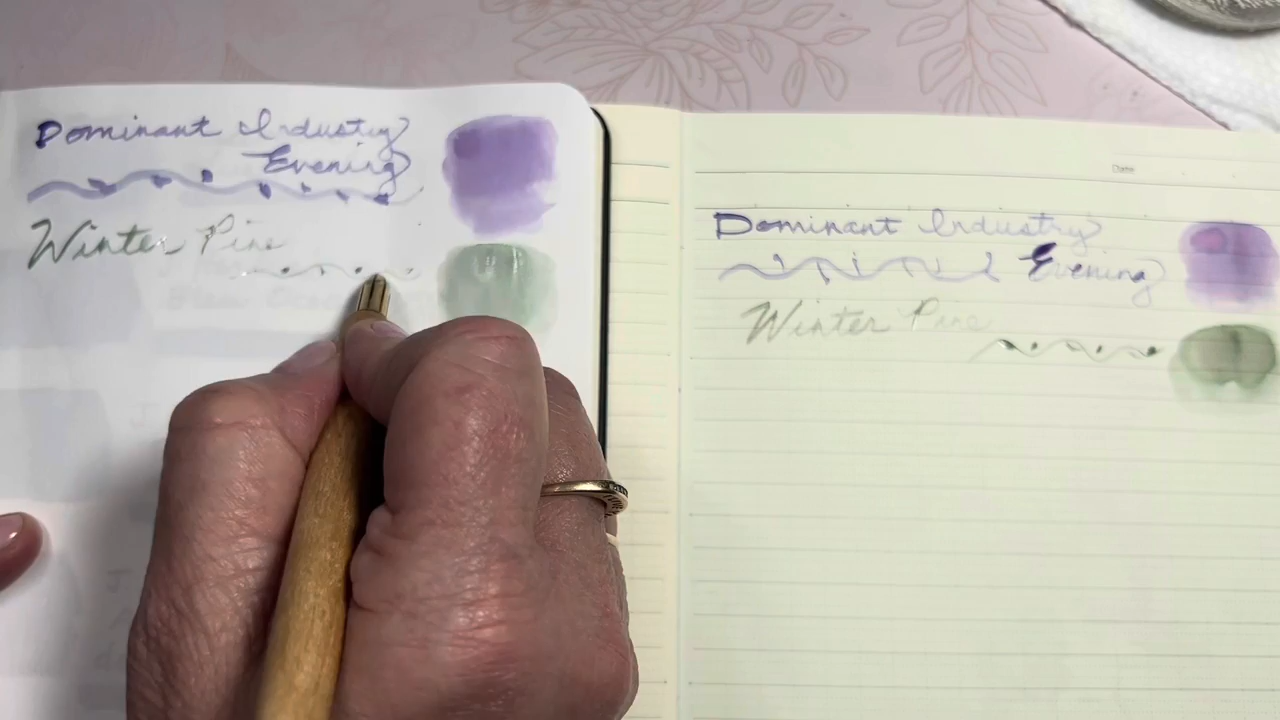 Dominant Industry
Evening
Winter Pine
Date
Dominant Industry
Evening
Winter Pine